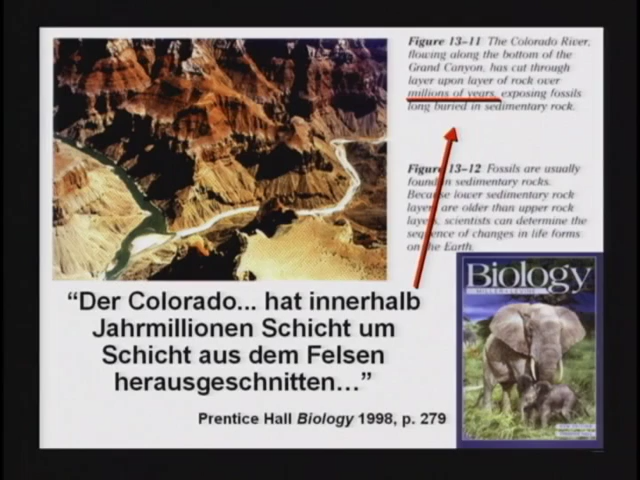 Figure 13–11 The Colorado River,
flowing along the bottom of the
Grand Canyon, has cut through
layer upon layer of rock over
millions of years, exposing fossils
long buried in sedimentary rock.
Figure 13–12 Fossils are usually
found in sedimentary rocks.
Because lower sedimentary rock
layers are older than upper rock
layers, scientists can determine the
sequence of changes in life forms
on the Earth.
“Der Colorado... hat innerhalb
Jahrmillionen Schicht um
Schicht aus dem Felsen
herausgeschnitten…”
Prentice Hall Biology 1998, p. 279
Biology
MILLER • LEVINE